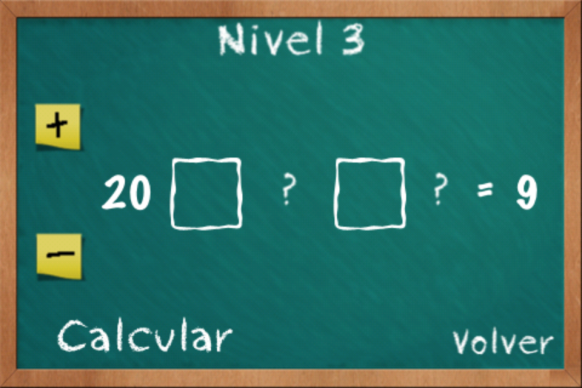 Nivel 3
+
20 ? ? = 9
-
Calcular
Volver